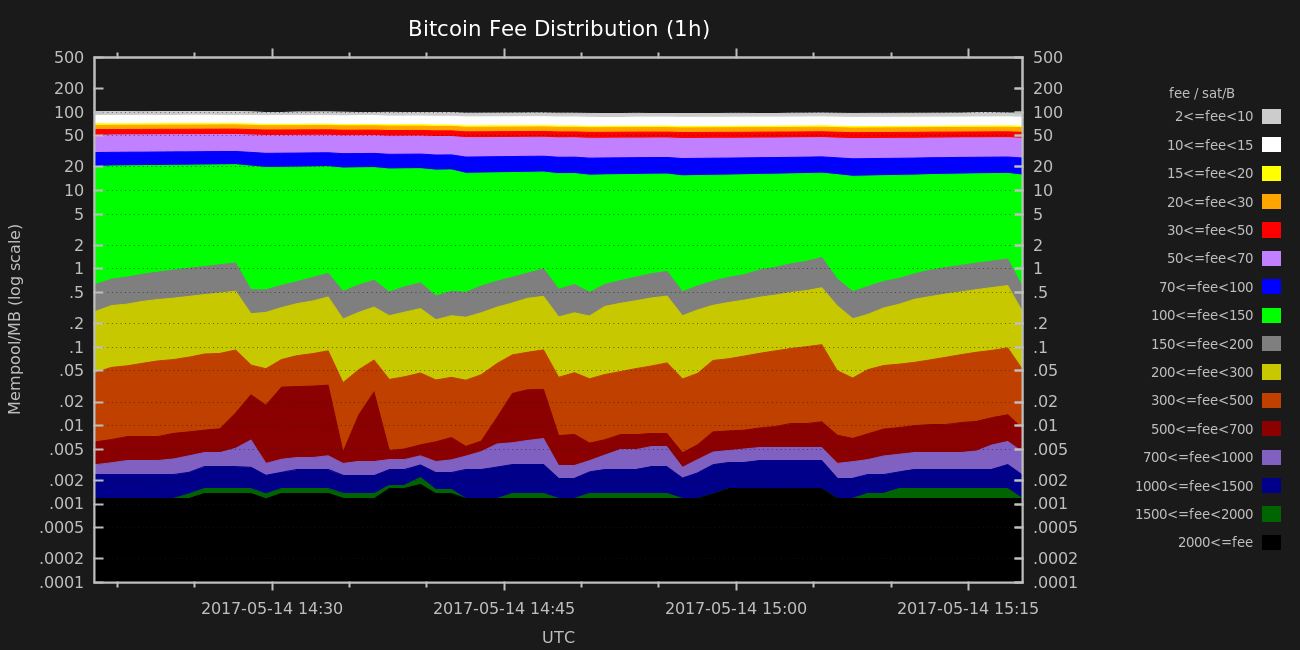 Bitcoin Fee Distribution (1h)
Mempool/MB (log scale)
500
200
100
50
20
10
5
2
1
.5
.2
.1
.05
.02
.01
.005
.002
.001
.0005
.0002
.0001
500
200
100
50
20
10
5
2
1
.5
.2
.1
.05
.02
.01
.005
.002
.001
.0005
.0002
.0001
2017-05-14 14:30
2017-05-14 14:45
2017-05-14 15:00
2017-05-14 15:15
UTC
fee / sat/B
2<=fee<10
10<=fee<15
15<=fee<20
20<=fee<30
30<=fee<50
50<=fee<70
70<=fee<100
100<=fee<150
150<=fee<200
200<=fee<300
300<=fee<500
500<=fee<700
700<=fee<1000
1000<=fee<1500
1500<=fee<2000
2000<=fee